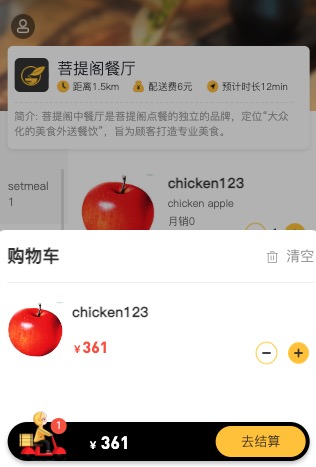 菩提阁餐厅
距离1.5km 配送费6元 预计时长12min
简介: 菩提阁中餐厅是菩提阁点餐的独立的品牌，定位“大众
化的美食外送餐饮”，旨为顾客打造专业美食。
setmeal
1
chicken123
chicken apple
月销0
购物车
清空
chicken123
¥361
1
¥ 361
去结算